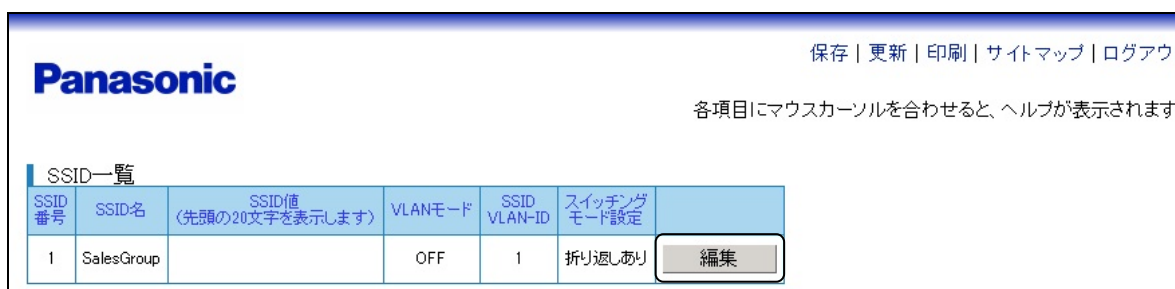 保存 | 更新 | 印刷 | サイトマップ | ログアウ
Panasonic
各項目にマウスカーソルを合わせると、ヘルプが表示されます
SSID一覧
SSID番号 SSID名 SSID値(先頭の20文字を表示します) VLANモード SSID VLAN-ID スイッチングモード設定
1 SalesGroup OFF 1 折り返しあり 編集